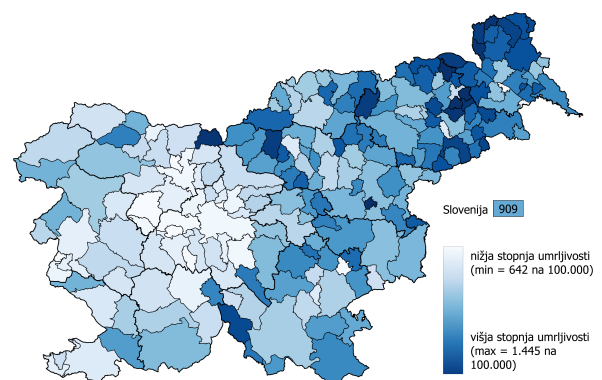 Slovenija 909
nižja stopnja umrljivosti
(min = 642 na 100.000)
višja stopnja umrljivosti
(max = 1.445 na
100.000)